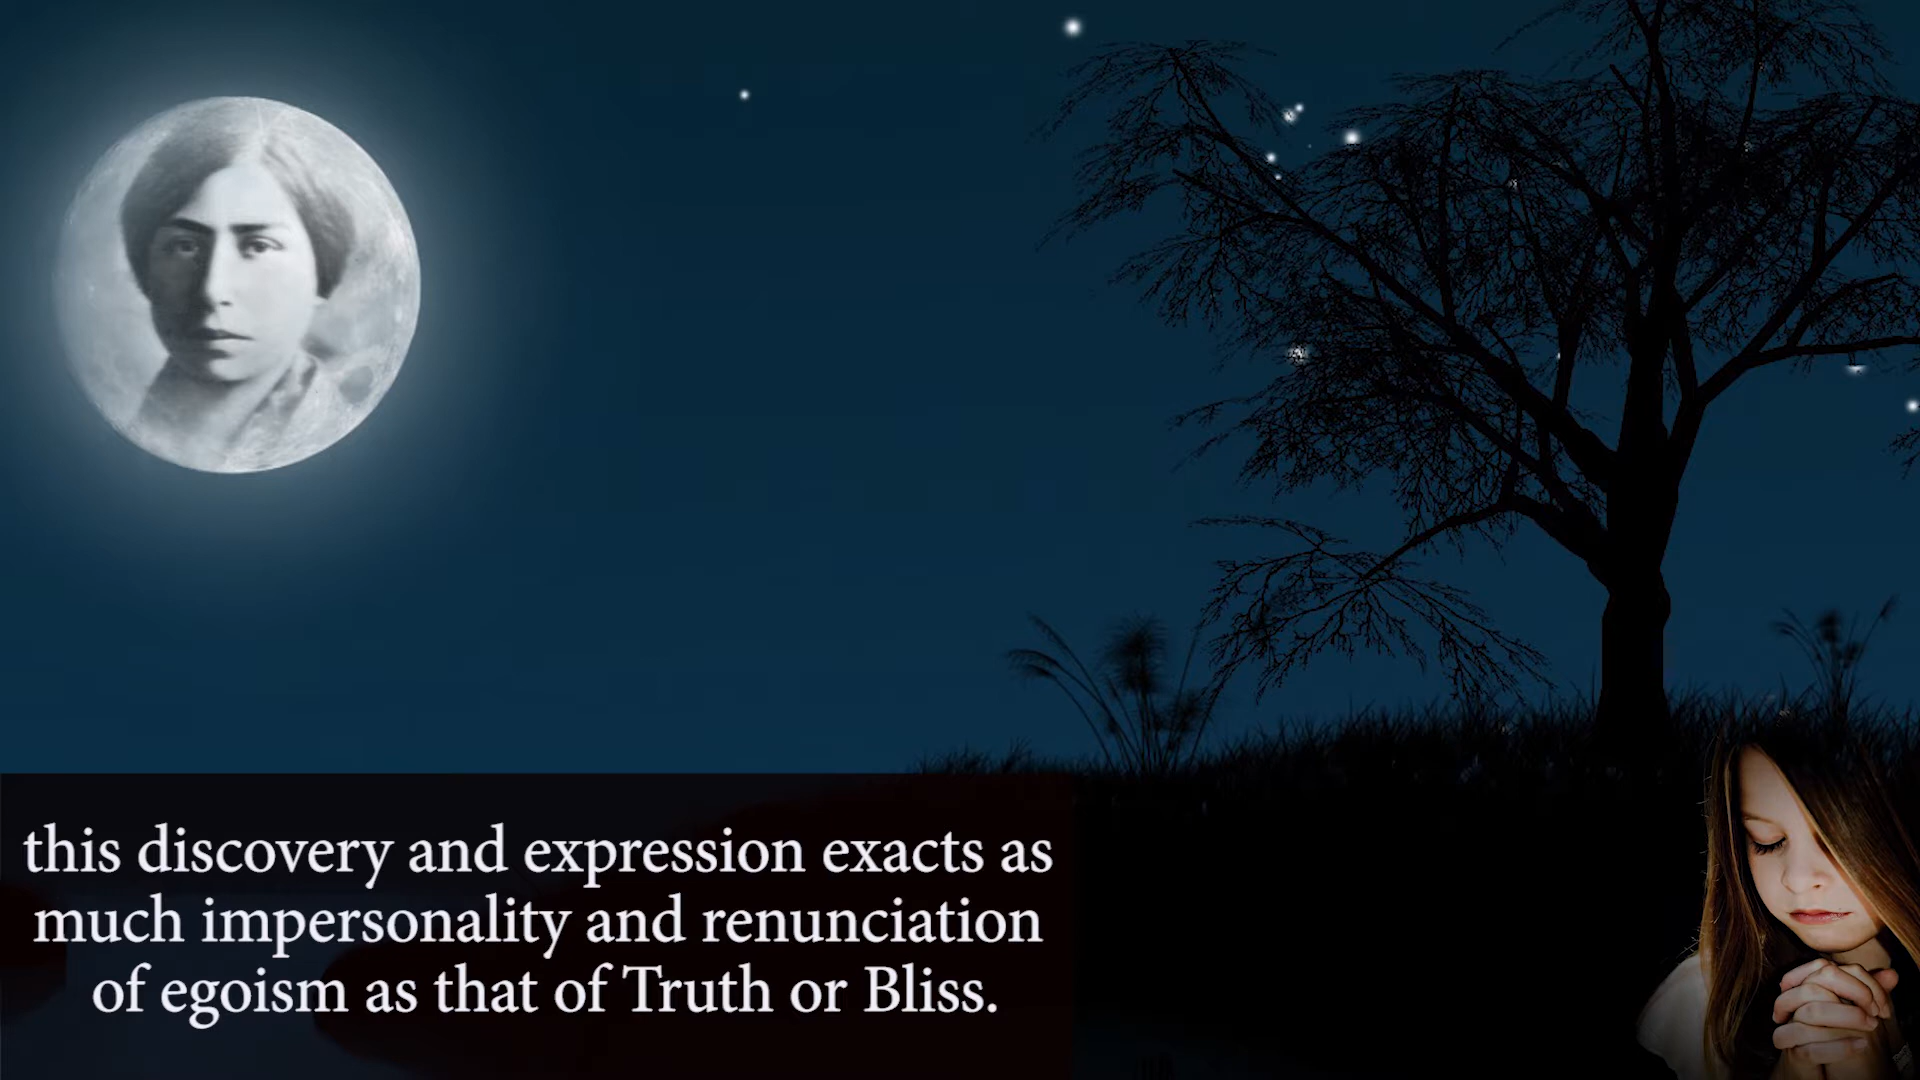 this discovery and expression exacts as
much impersonality and renunciation
of egoism as that of Truth or Bliss.